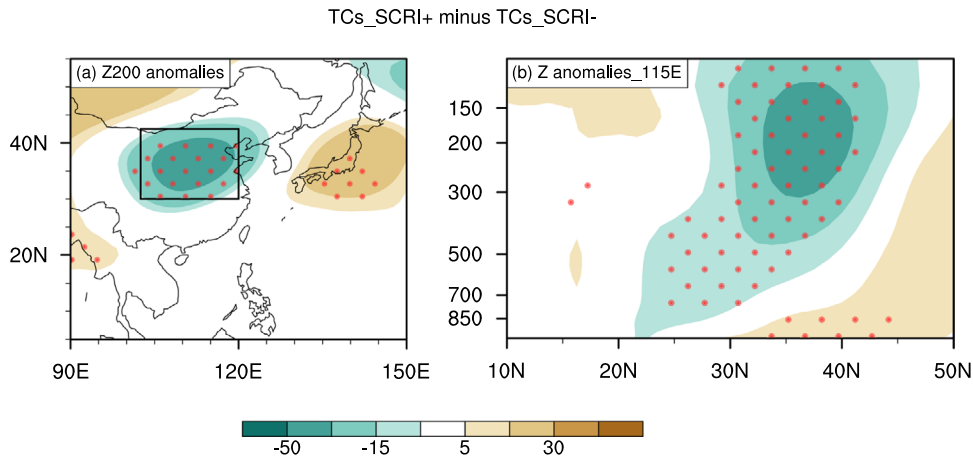 TCs_SCRI+ minus TCs_SCRI-
(a) Z200 anomalies
40N
20N
90E 120E 150E
(b) Z anomalies_115E
150
200
300
500
700
850
10N 20N 30N 40N 50N
-50 -15 5 30